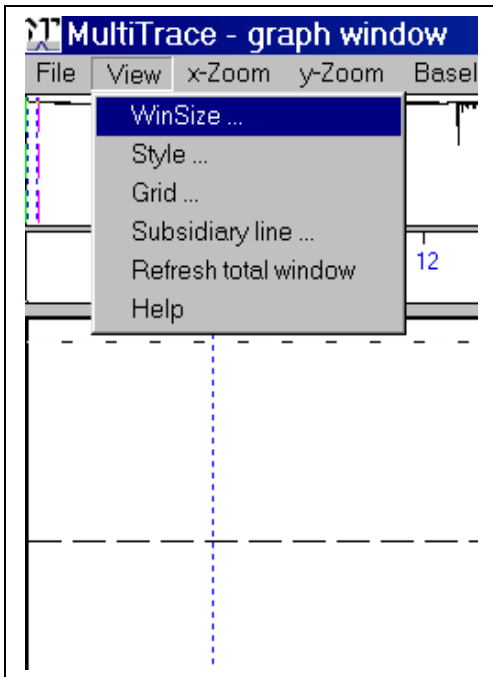 MultiTrace - graph window
File View x-Zoom y-Zoom Basel
WinSize ...
Style ...
Grid ...
Subsidiary line ...
Refresh total window
Help
12